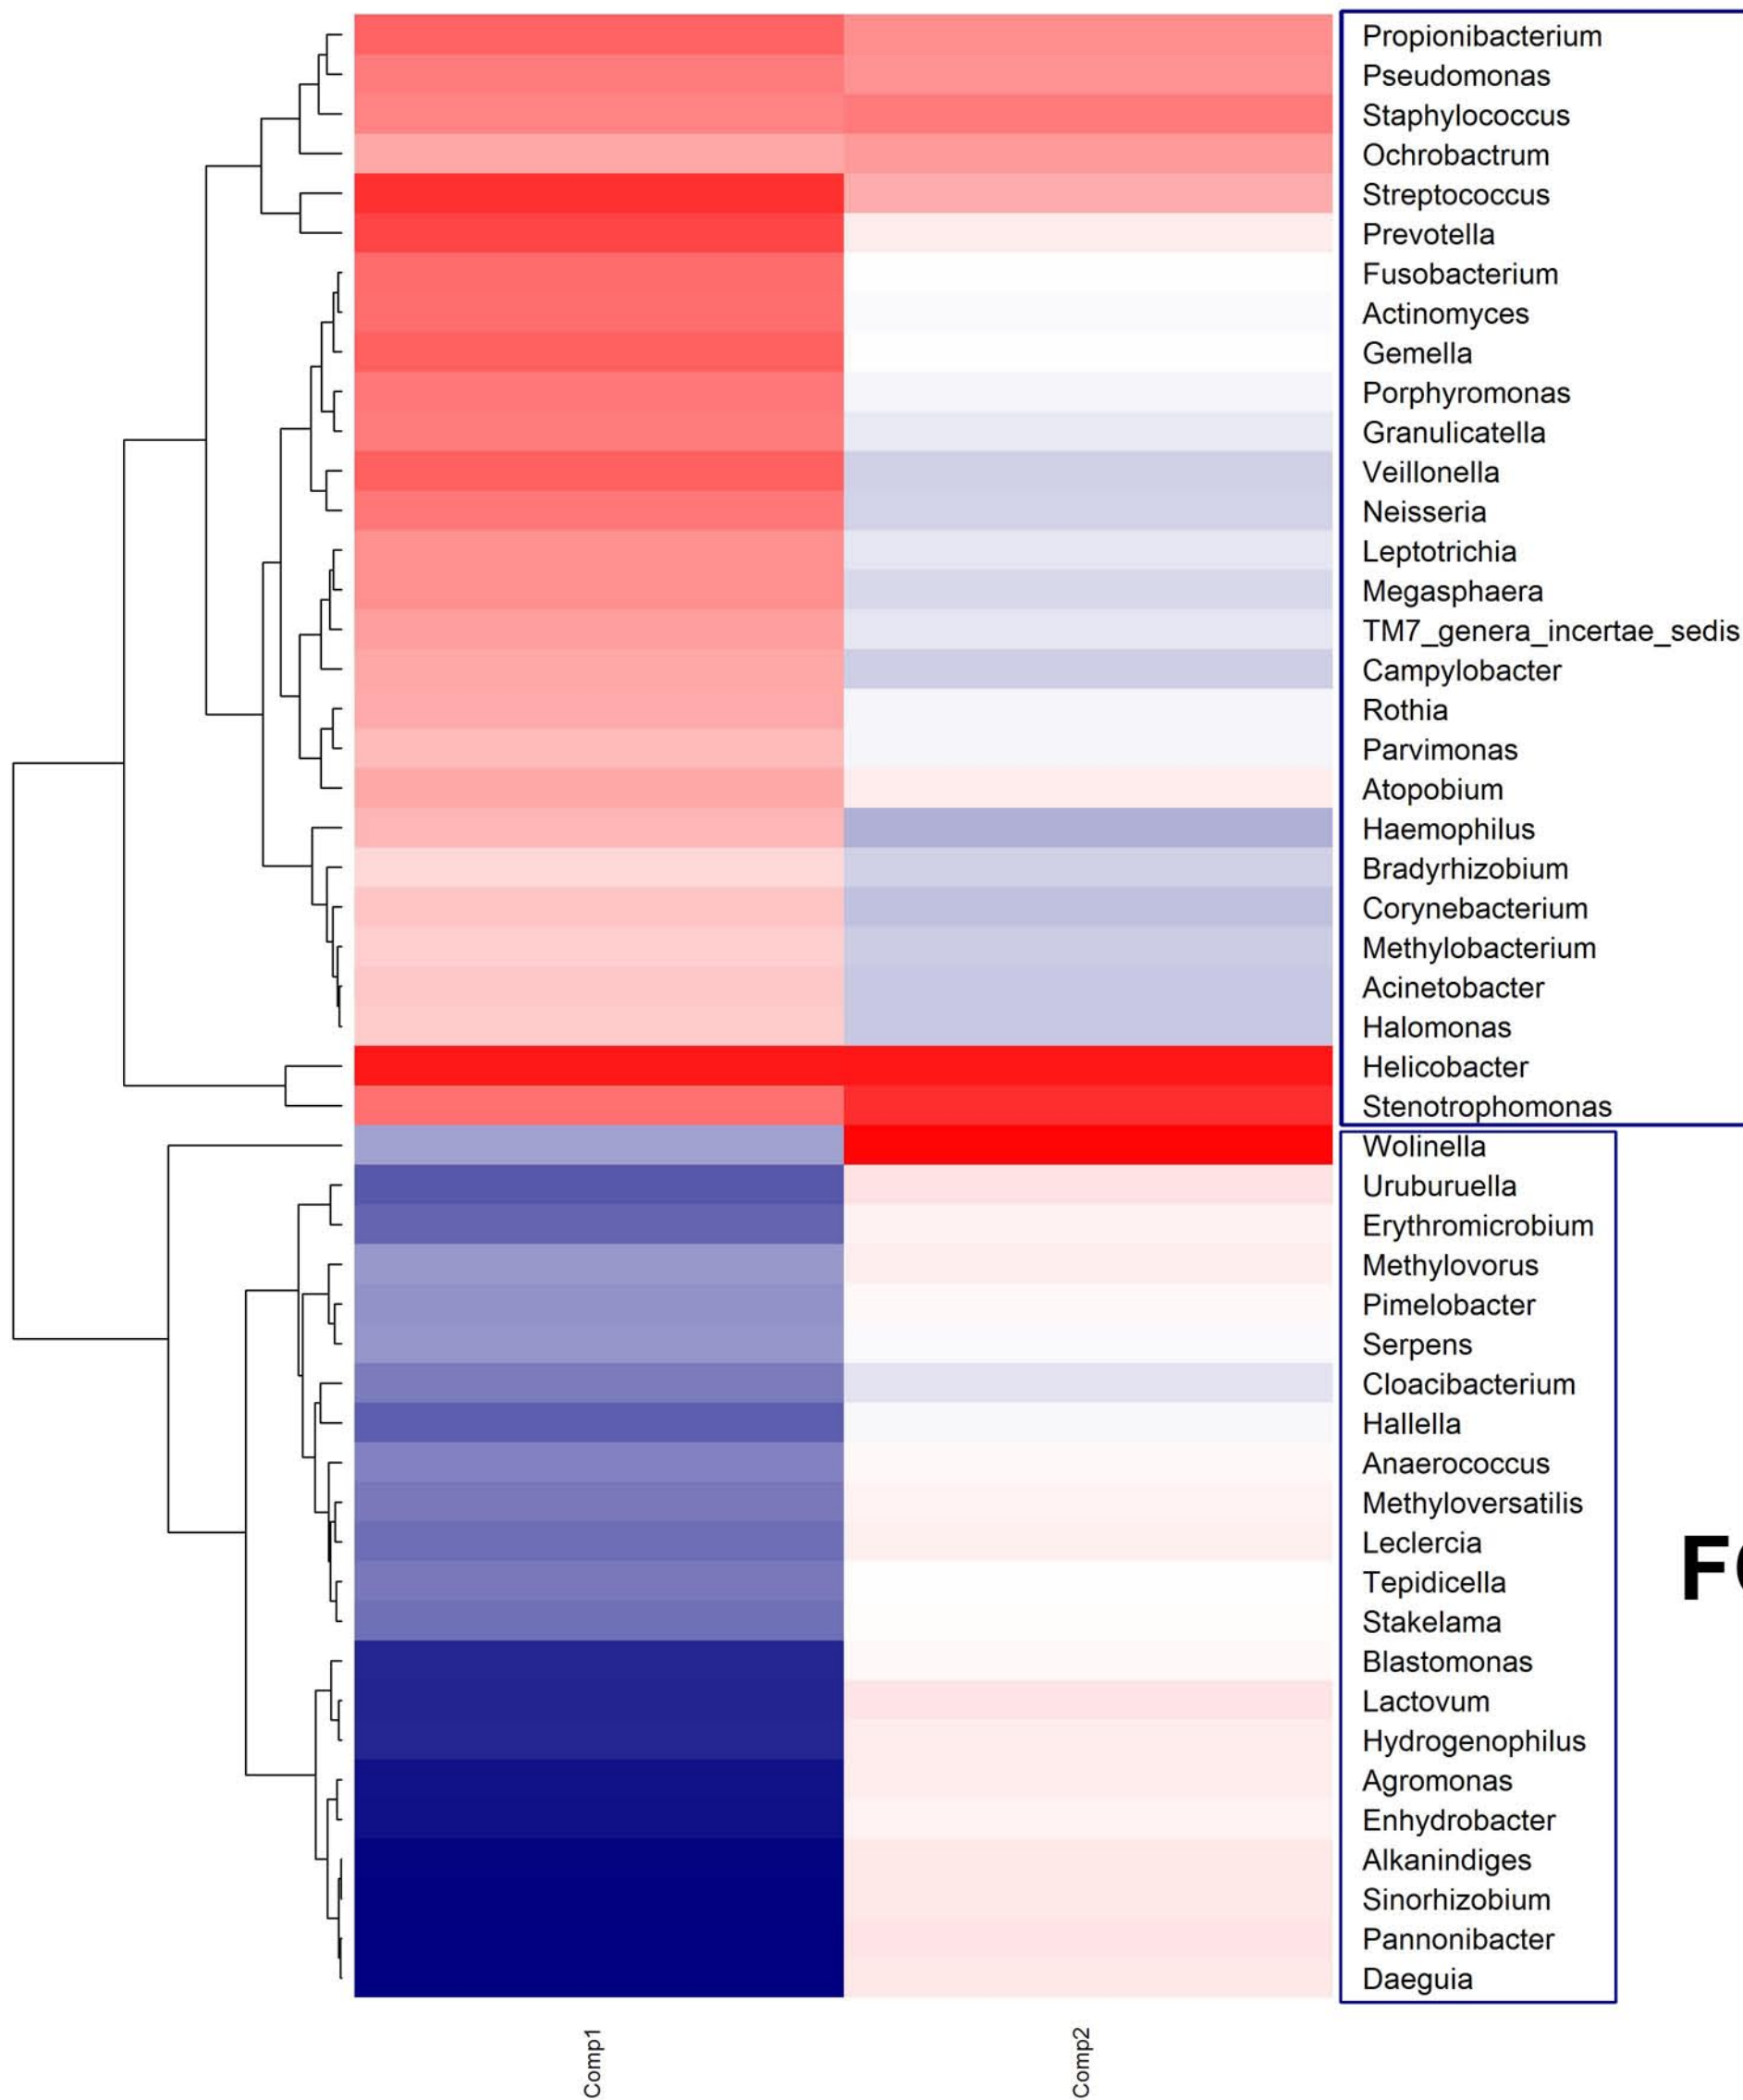 Propionibacterium
Pseudomonas
Staphylococcus
Ochrobactrum
Streptococcus
Prevotella
Fusobacterium
Actinomyces
Gemella
Porphyromonas
Granulicatella
Veillonella
Neisseria
Leptotrichia
Megasphaera
TM7_genera_incertae_sedis
Campylobacter
Rothia
Parvimonas
Atopobium
Haemophilus
Bradyrhizobium
Corynebacterium
Methylobacterium
Acinetobacter
Halomonas
Helicobacter
Stenotrophomonas
Wolinella
Uruburuella
Erythromicrobium
Methylovorus
Pimelobacter
Serpens
Cloacibacterium
Hallella
Anaerococcus
Methyloversatilis
Leclercia
Tepidicella
Stakelama
Blastomonas
Lactovum
Hydrogenophilus
Agromonas
Enhydrobacter
Alkanindiges
Sinorhizobium
Pannonibacter
Daeguia
Comp1
Comp2